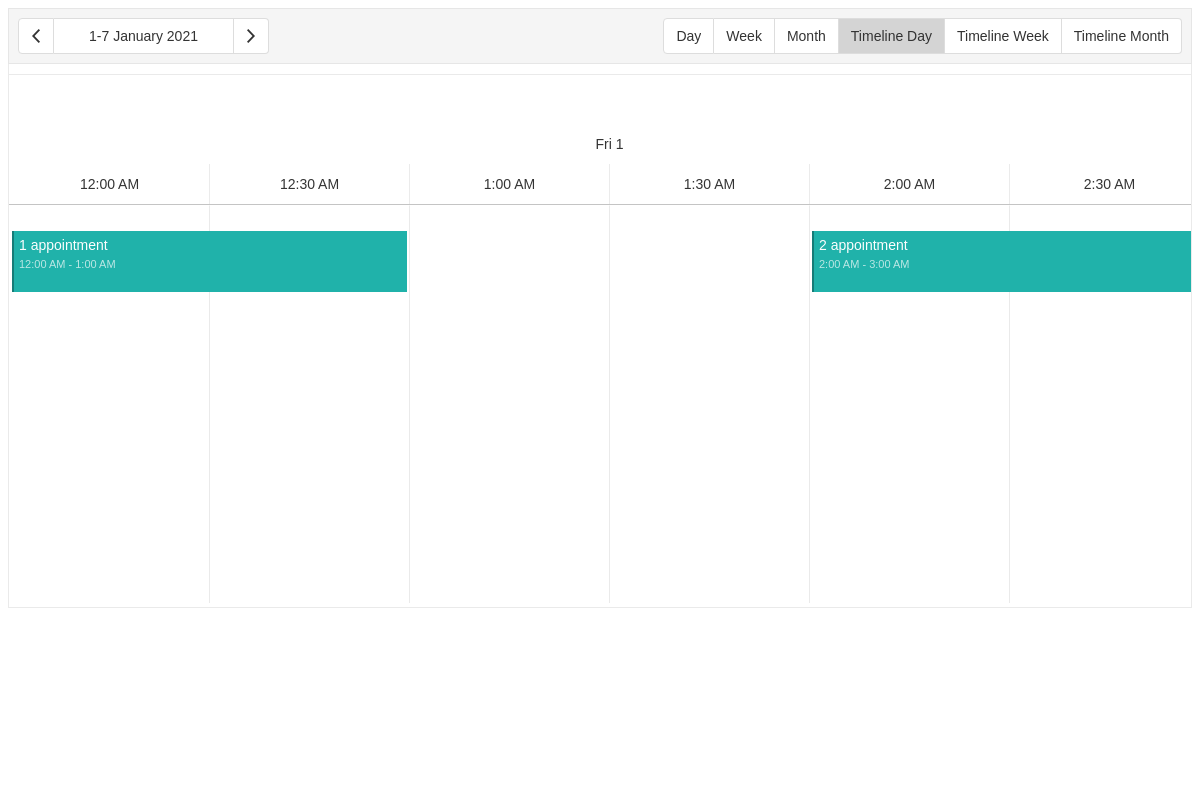 1-7 January 2021
Day Week Month Timeline Day Timeline Week Timeline Month
Fri 1
12:00 AM 12:30 AM 1:00 AM 1:30 AM 2:00 AM 2:30 AM
1 appointment
12:00 AM - 1:00 AM
2 appointment
2:00 AM - 3:00 AM